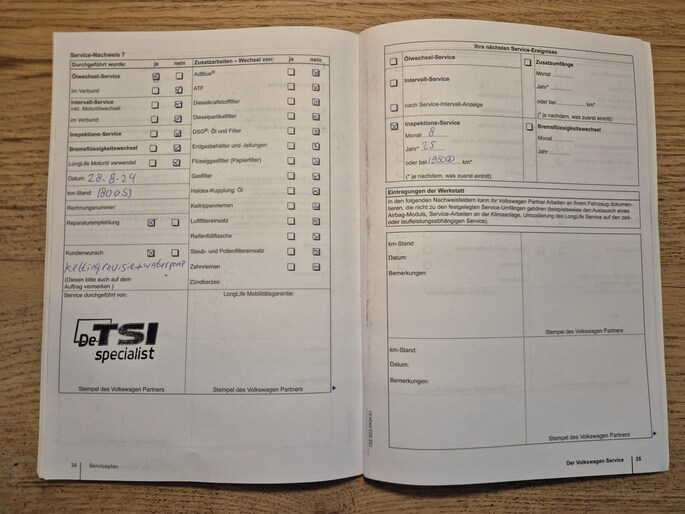 Service-Nachweis 7
Durchgeführt wurde: ja nein
Ölwechsel-Service
im Verbund
Intervall-Service
inkl. Motorölwechsel
im Verbund
Inspektions-Service
Bremsflüssigkeitswechsel
LongLife Motoröl verwendet
Datum: 28-8-24
km-Stand: 180053
Rechnungsnummer:
Reparaturempfehlung
Kundenwunsch
kettingrevisie+waterpomp
(Diesen bitte auch auf dem
Auftrag vermerken.)
Service durchgeführt von:
DeTSI
specialist
Stempel des Volkswagen Partners
Zusatzarbeiten – Wechsel von: ja nein
AdBlue®
ATF
Dieselkraftstofffilter
Dieselpartikelfilter
DSG®: Öl und Filter
Erdgasbehälter und -leitungen
Flüssiggasfilter (Papierfilter)
Gasfilter
Haldex-Kupplung: Öl
Keilrippenriemen
Luftfiltereinsatz
Reifenfüllflasche
Staub- und Pollenfiltereinsatz
Zahnriemen
Zündkerzen
LongLife Mobilitätsgarantie:
Stempel des Volkswagen Partners
34 Serviceplan
Ihre nächsten Service-Ereignisse
Ölwechsel-Service
Intervall-Service
nach Service-Intervall-Anzeige
Inspektions-Service
Monat 8
Jahr* 25
oder bei 195000 km*
(* je nachdem, was zuerst eintritt)
Zusatzumfänge
Monat
Jahr*
oder bei km*
(* je nachdem, was zuerst eintritt)
Bremsflüssigkeitswechsel
Monat
Jahr
Eintragungen der Werkstatt
In den folgenden Nachweisfeldern kann Ihr Volkswagen Partner Arbeiten an Ihrem Fahrzeug dokumen-
tieren, die nicht zu den festgelegten Service-Umfängen gehören (beispielsweise den Austausch eines
Airbag-Moduls, Service-Arbeiten an der Klimaanlage, Umcodierung des LongLife Service auf den zeit-
oder laufleistungsabhängigen Service).
km-Stand:
Datum:
Bemerkungen:
Stempel des Volkswagen Partners
km-Stand:
Datum:
Bemerkungen:
Stempel des Volkswagen Partners
Der Volkswagen Service 35